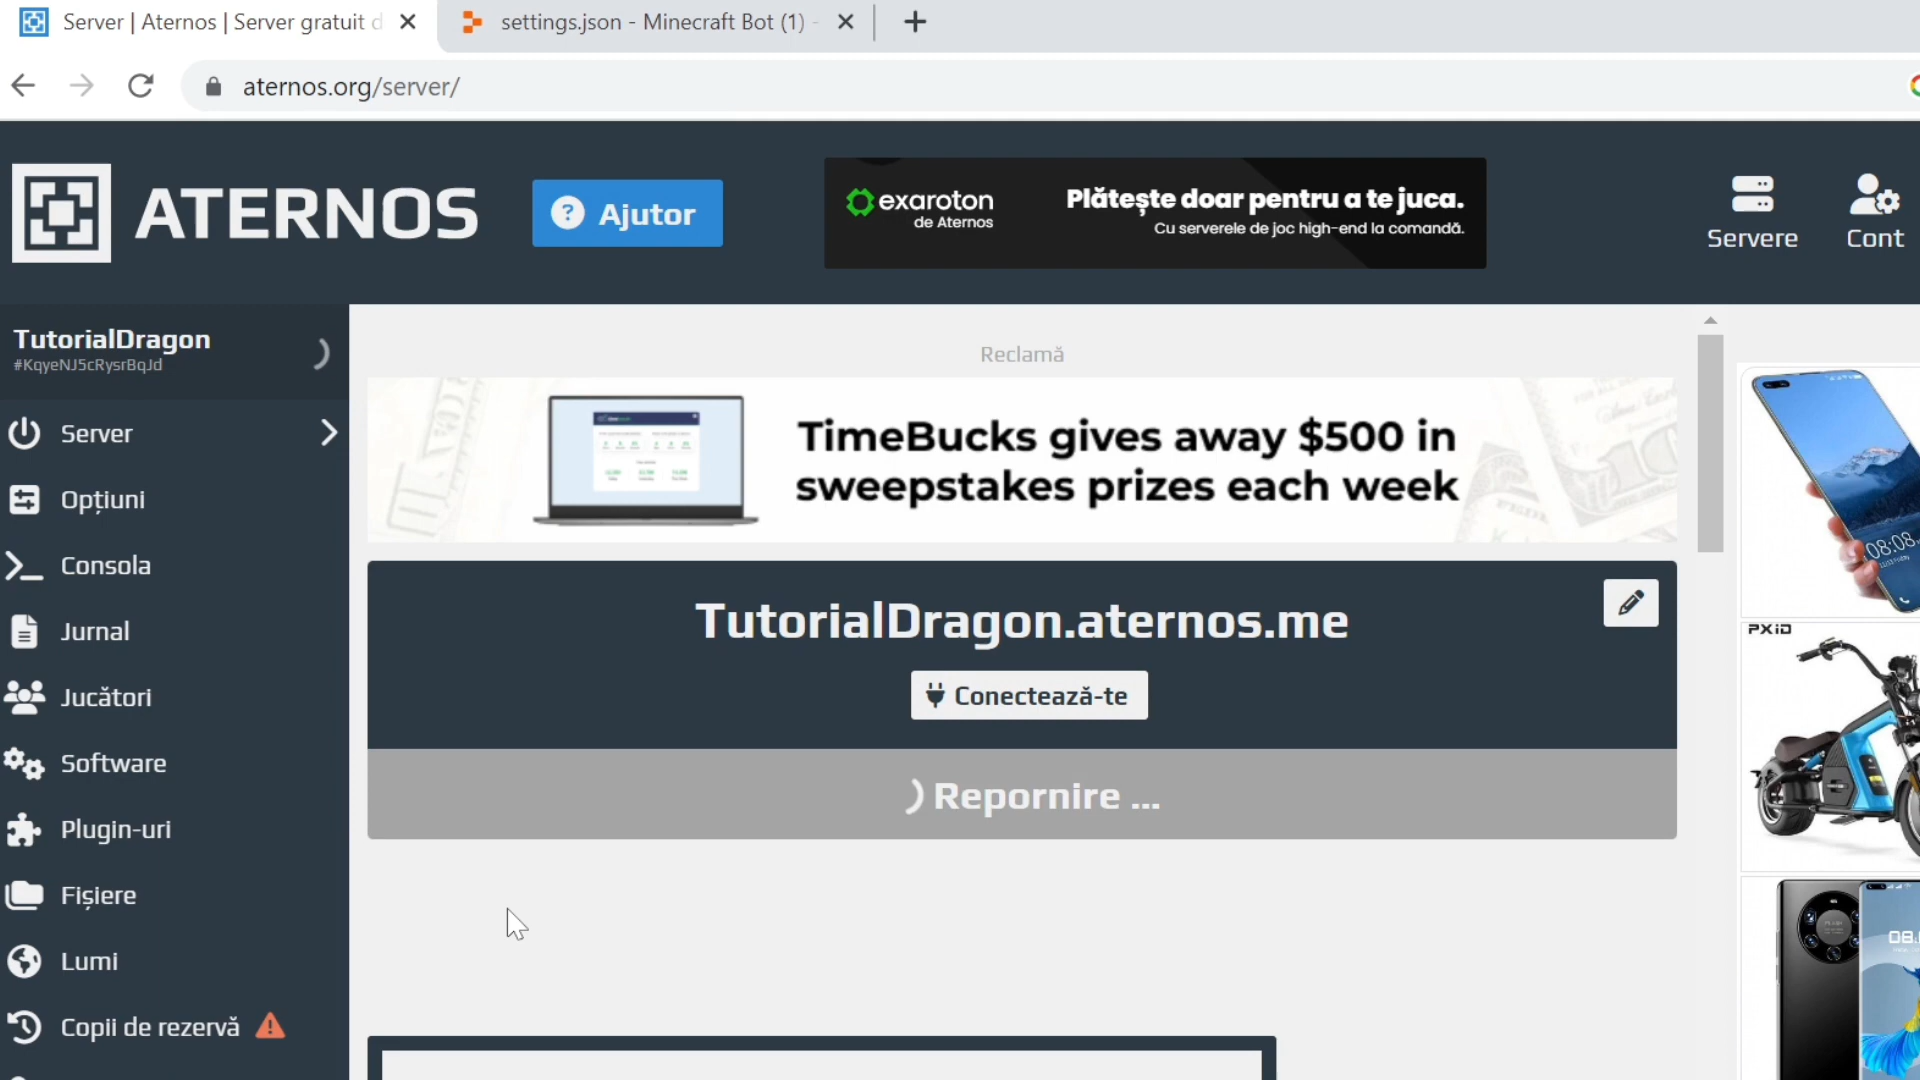 Server | Aternos | Server gratuit d
settings.json - Minecraft Bot (1) -
aternos.org/server/
ATERNOS
Ajutor
exaroton
de Aternos
Plătește doar pentru a te juca.
Cu serverele de joc high-end la comandă.
Servere
Cont
TutorialDragon
#KqyeNJ5cRysrBqJd
Server
Opțiuni
Consola
Jurnal
Jucători
Software
Plugin-uri
Fișiere
Lumi
Copii de rezervă
Reclamă
TimeBucks gives away $500 in
sweepstakes prizes each week
TutorialDragon.aternos.me
Conectează-te
Repornire ...
08:08
PXiD
08